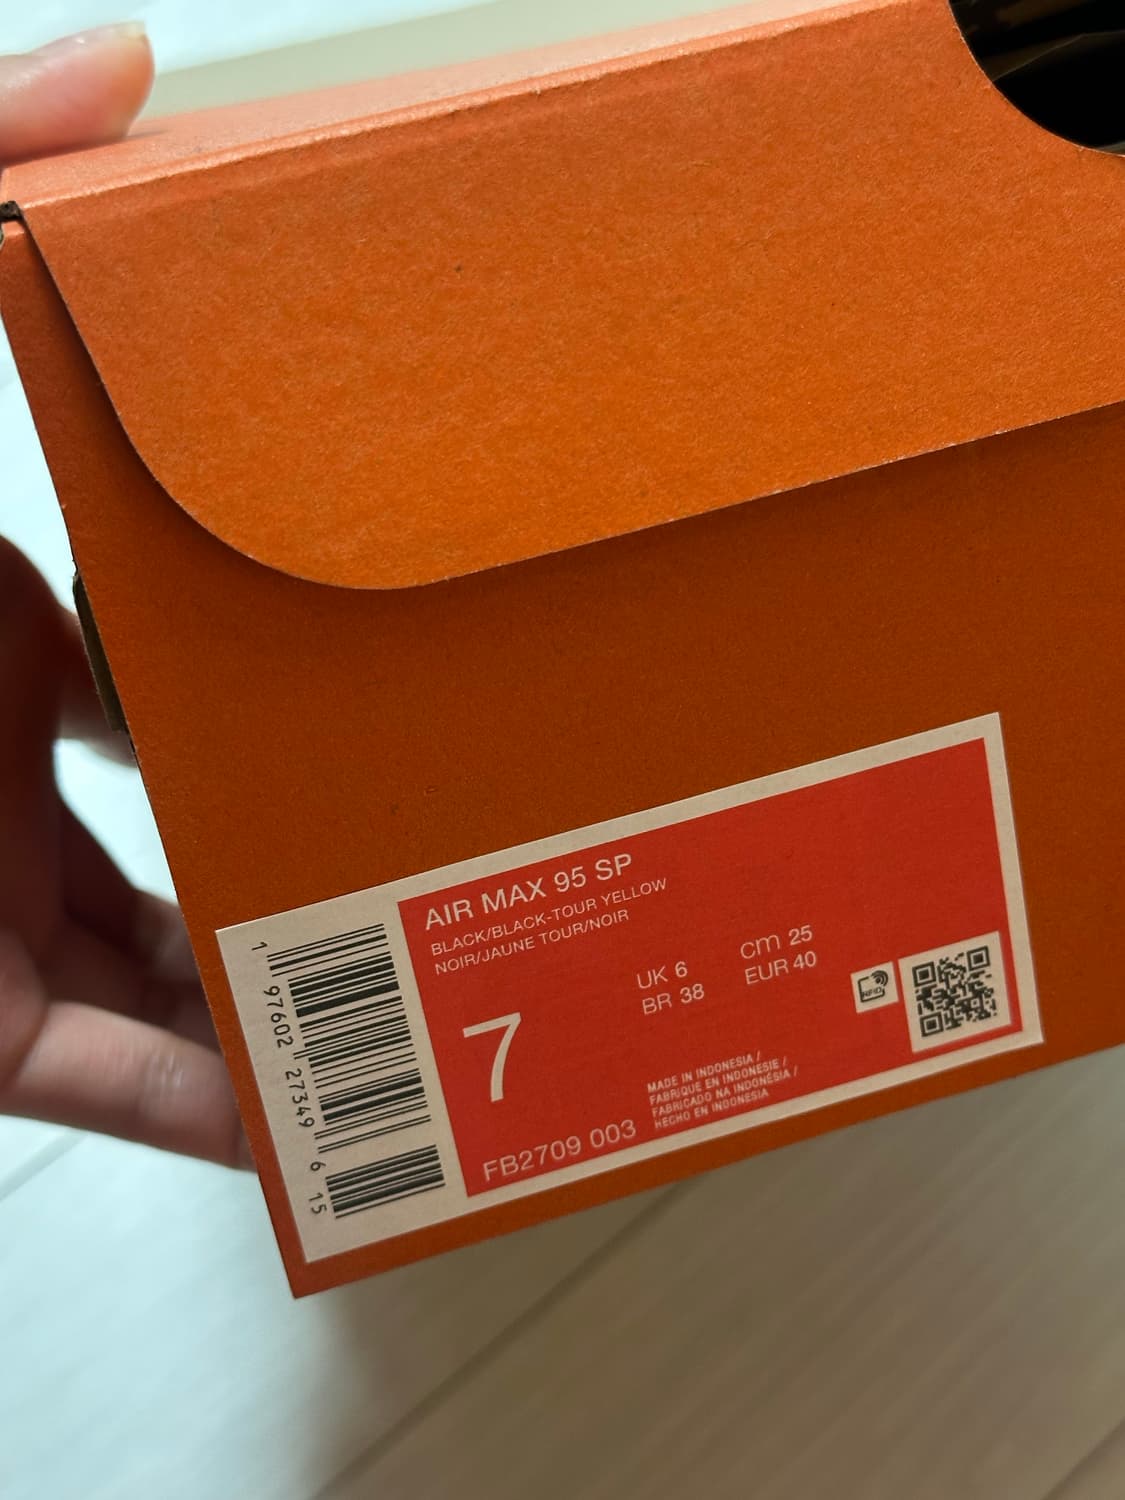 AIR MAX 95 SP
BLACK/BLACK-TOUR YELLOW
NOIR/JAUNE TOUR/NOIR
UK 6
BR 38
cm 25
EUR 40
RFID
7
MADE IN INDONESIA /
FABRIQUE EN INDONESIE /
FABRICADO NA INDONÉSIA /
HECHO EN INDONESIA
FB2709 003
1 97602 27349 6 15